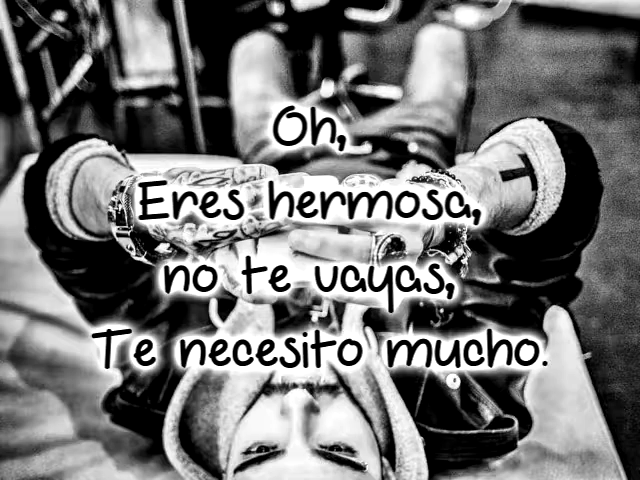 Oh,
Eres hermosa,
no te vayas,
Te necesito mucho.